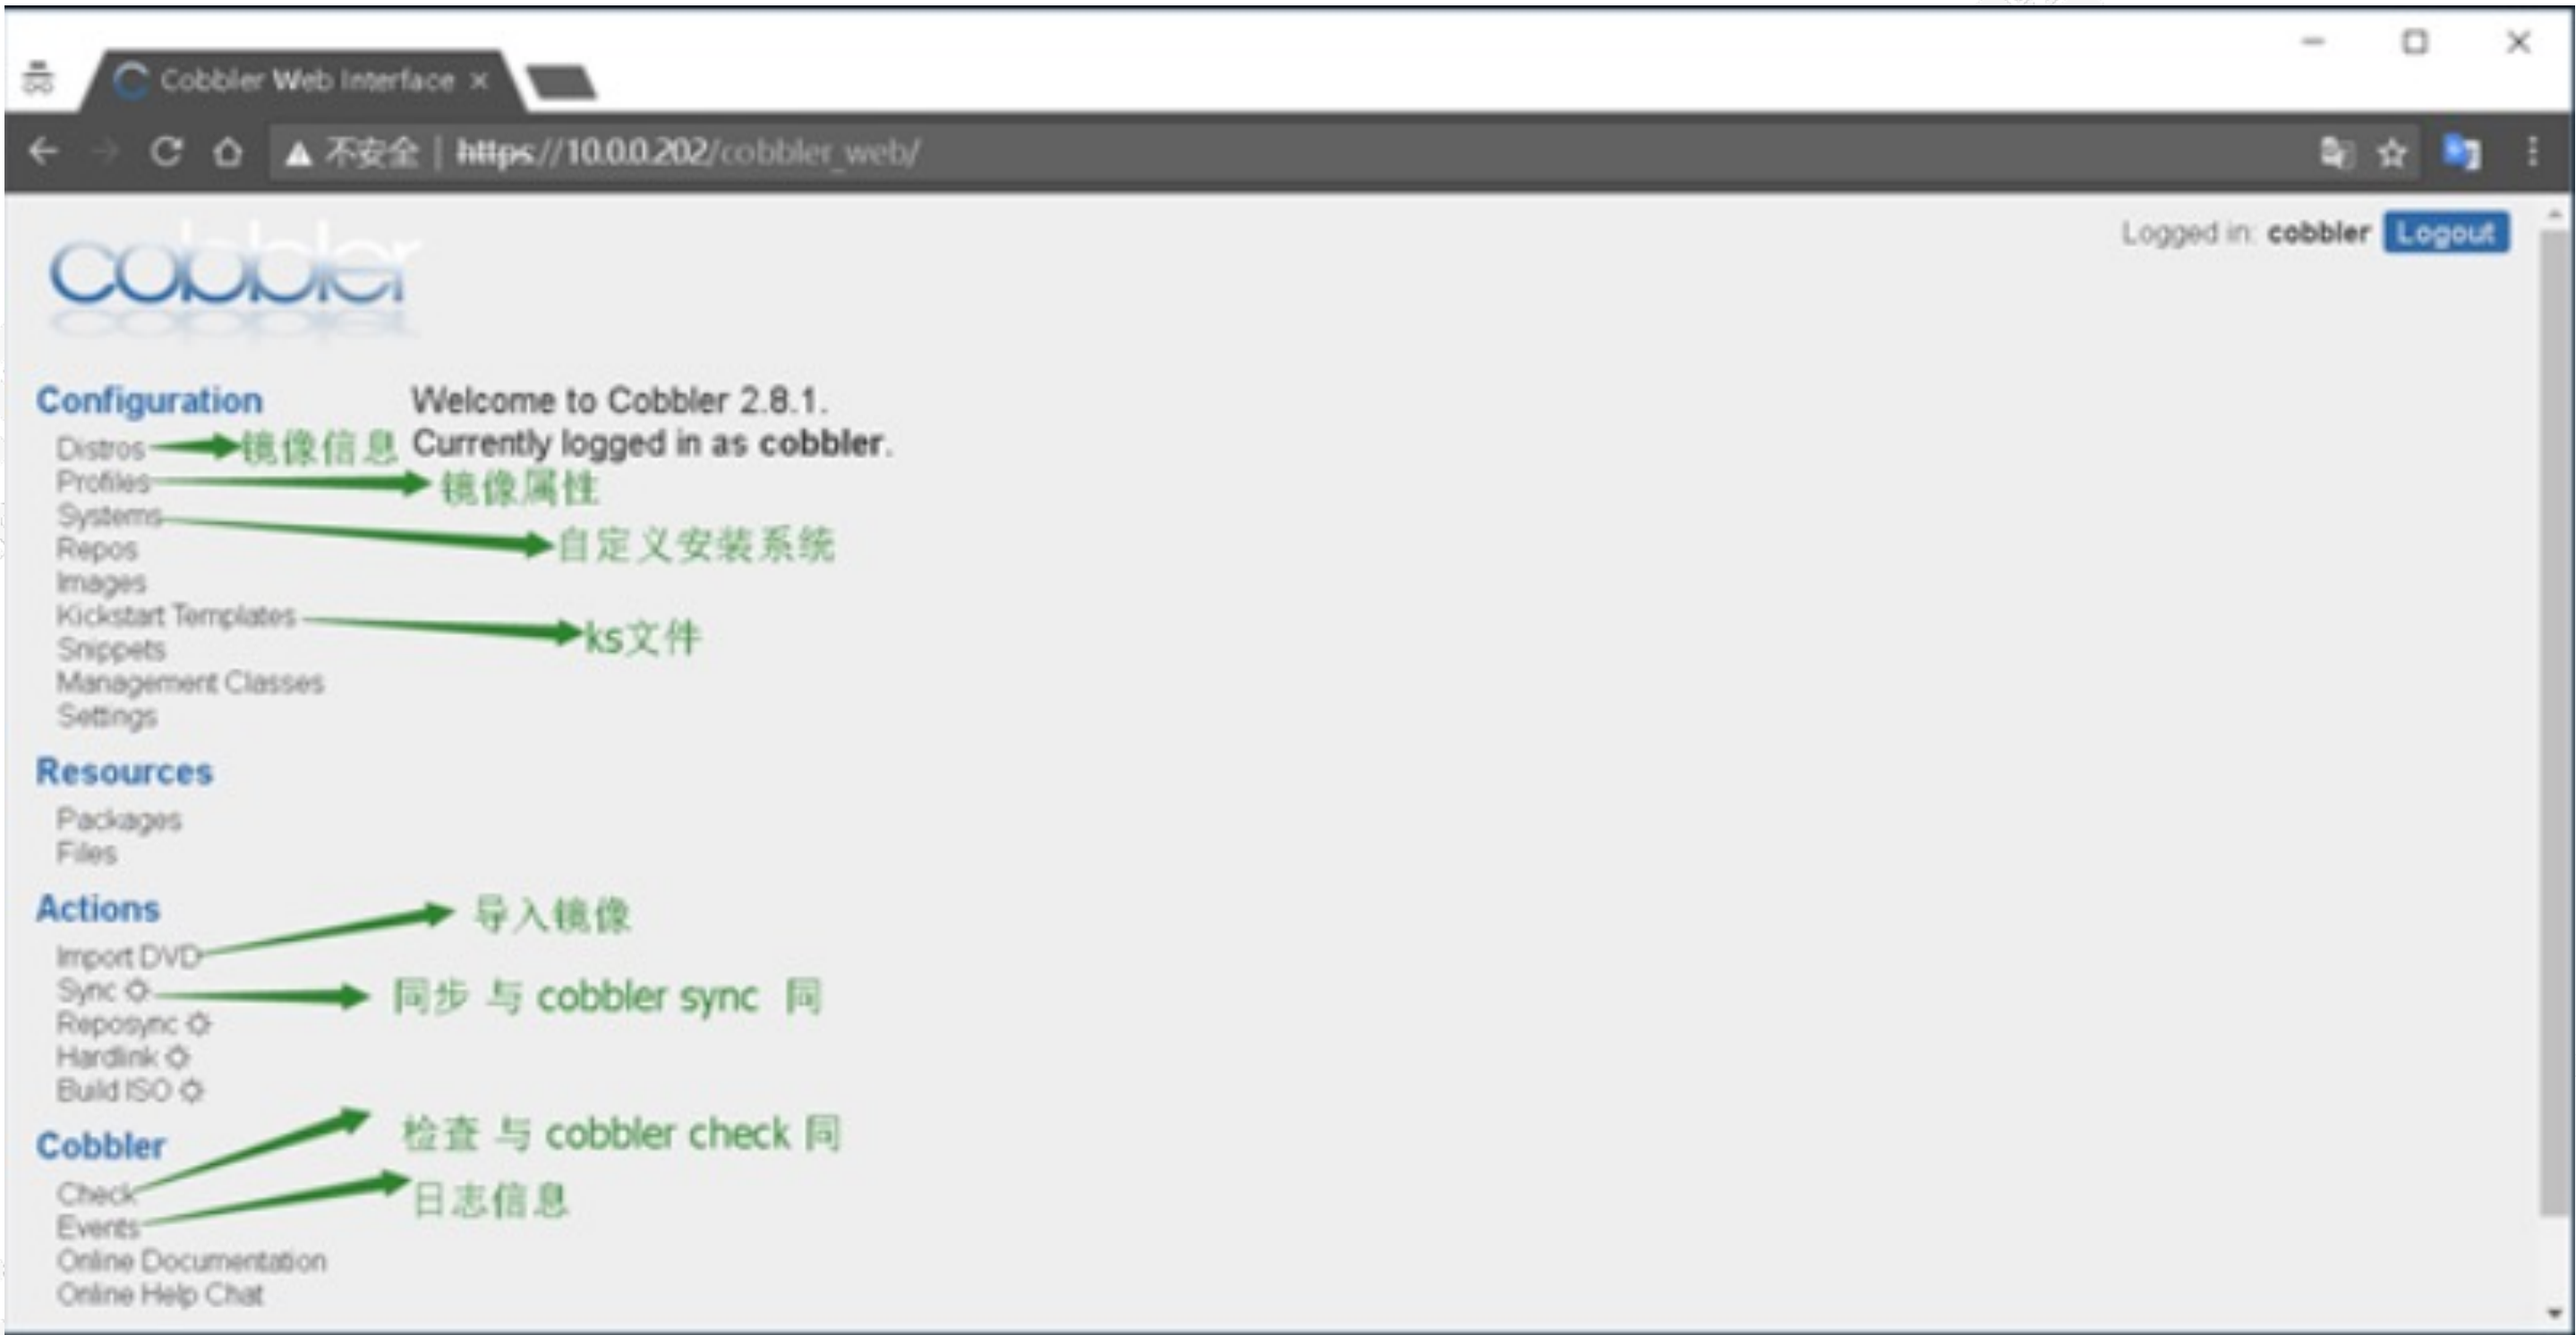 Cobbler Web Interface
不安全 | https://10.0.0.202/cobbler_web/
cobbler
Logged in: cobbler Logout
Configuration
Welcome to Cobbler 2.8.1.
Distros 镜像信息 Currently logged in as cobbler.
Profiles 镜像属性
Systems 自定义安装系统
Repos
Images
Kickstart Templates ks文件
Snippets
Management Classes
Settings
Resources
Packages
Files
Actions
Import DVD 导入镜像
Sync 同步 与 cobbler sync 同
Reposync
Hardlink
Build ISO
Cobbler
Check 检查 与 cobbler check 同
Events 日志信息
Online Documentation
Online Help Chat